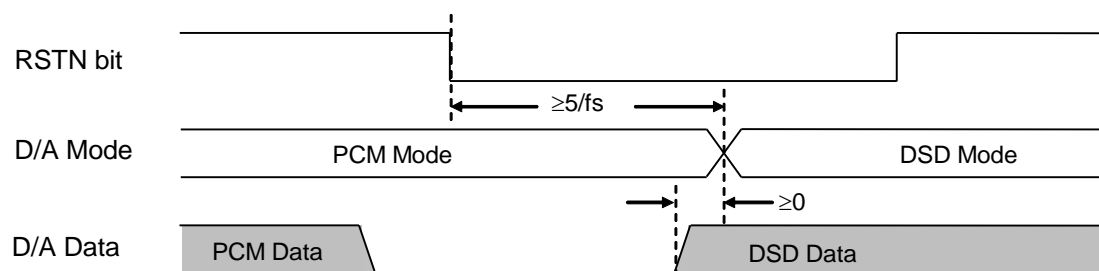 RSTN bit
≥5/fs
D/A Mode
PCM Mode
DSD Mode
≥0
D/A Data
PCM Data
DSD Data